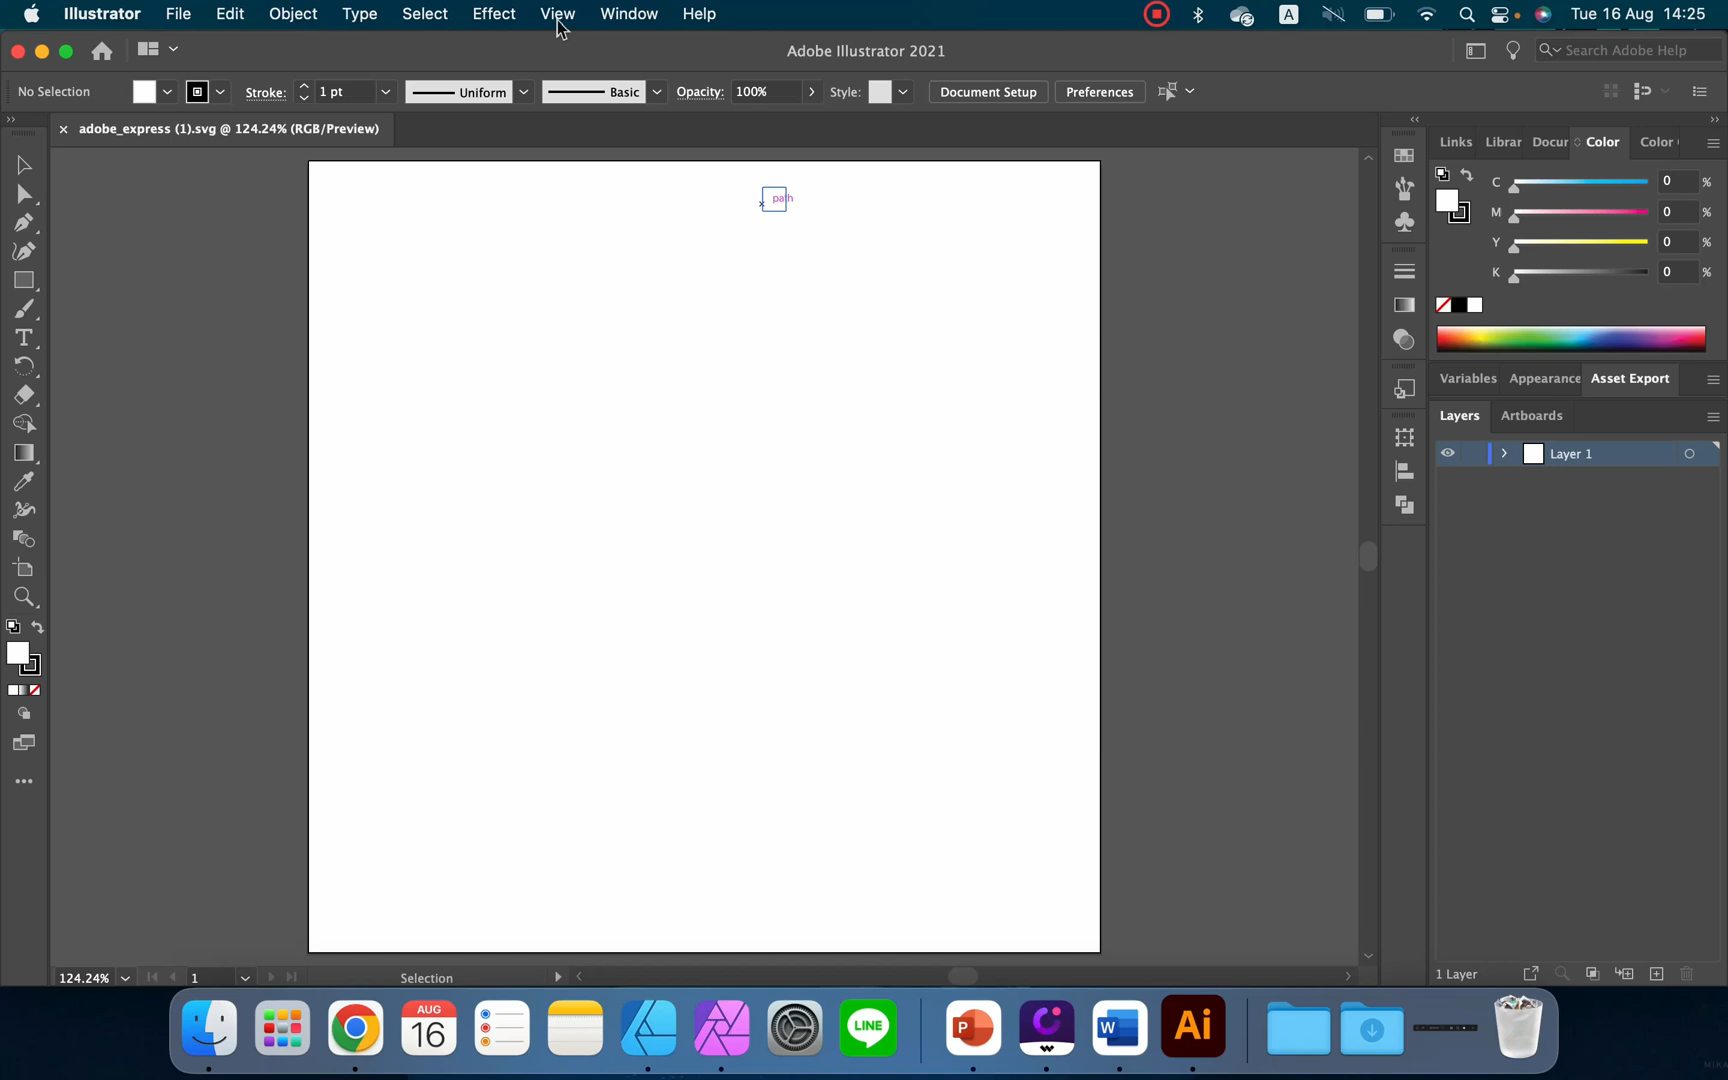 Illustrator File Edit Object Type Select Effect View Window Help A Tue 16 Aug 14:25
Adobe Illustrator 2021 Search Adobe Help
No Selection Stroke: 1 pt Uniform Basic Opacity: 100% Style: Document Setup Preferences
× adobe_express (1).svg @ 124.24% (RGB/Preview)
Links Librar Docur Color Color
path
C 0 %
M 0 %
Y 0 %
K 0 %
Variables Appearance Asset Export
Layers Artboards
Layer 1
124.24% 1 Selection
1 Layer
AUG
16
LINE
P
W
Ai